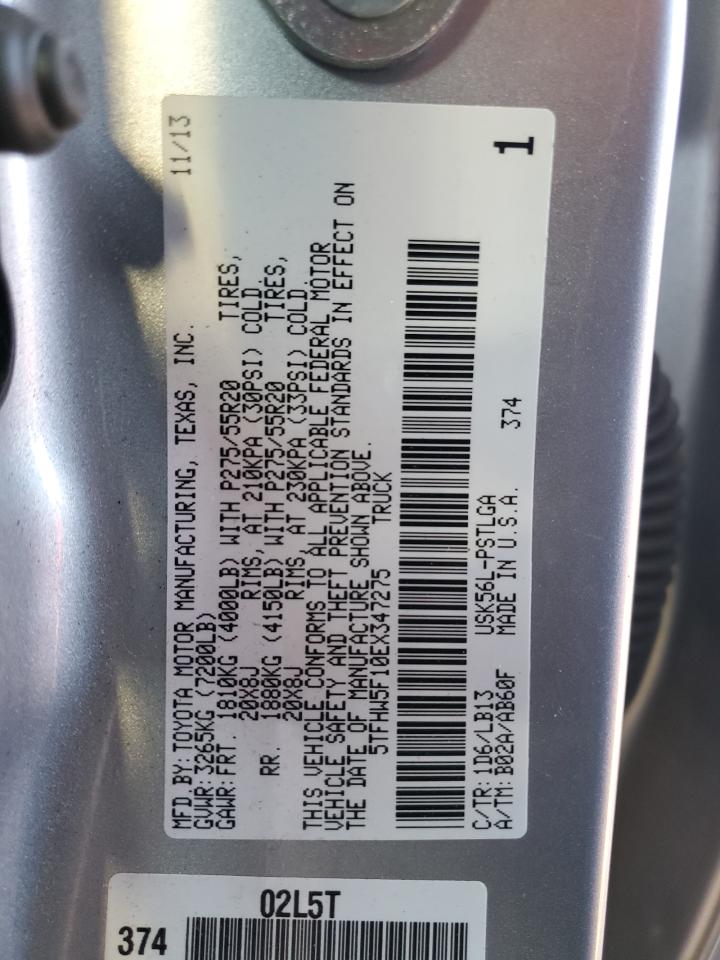 MFD.BY:TOYOTA MOTOR MANUFACTURING, TEXAS, INC. 11/13
GVWR:3265KG (7200LB)
GAWR:FRT. 1810KG (4000LB) WITH P275/55R20 TIRES,
20X8J RIMS, AT 210KPA (30PSI) COLD.
RR. 1880KG (4150LB) WITH P275/55R20 TIRES,
20X8J RIMS, AT 230KPA (33PSI) COLD.
THIS VEHICLE CONFORMS TO ALL APPLICABLE FEDERAL MOTOR
VEHICLE SAFETY AND THEFT PREVENTION STANDARDS IN EFFECT ON
THE DATE OF MANUFACTURE SHOWN ABOVE.
5TFHW5F10EX347275 TRUCK
C/TR:1D6/LB13 USK56L-PSTLGA 374
A/TM:B02A/AB60F MADE IN U.S.A. 1
02L5T
374